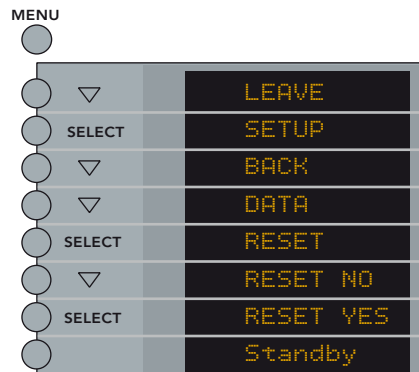 MENU
▽ LEAVE
SELECT SETUP
▽ BACK
▽ DATA
SELECT RESET
▽ RESET NO
SELECT RESET YES
Standby